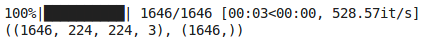 100%|██████████| 1646/1646 [00:03<00:00, 528.57it/s]
((1646, 224, 224, 3), (1646,))